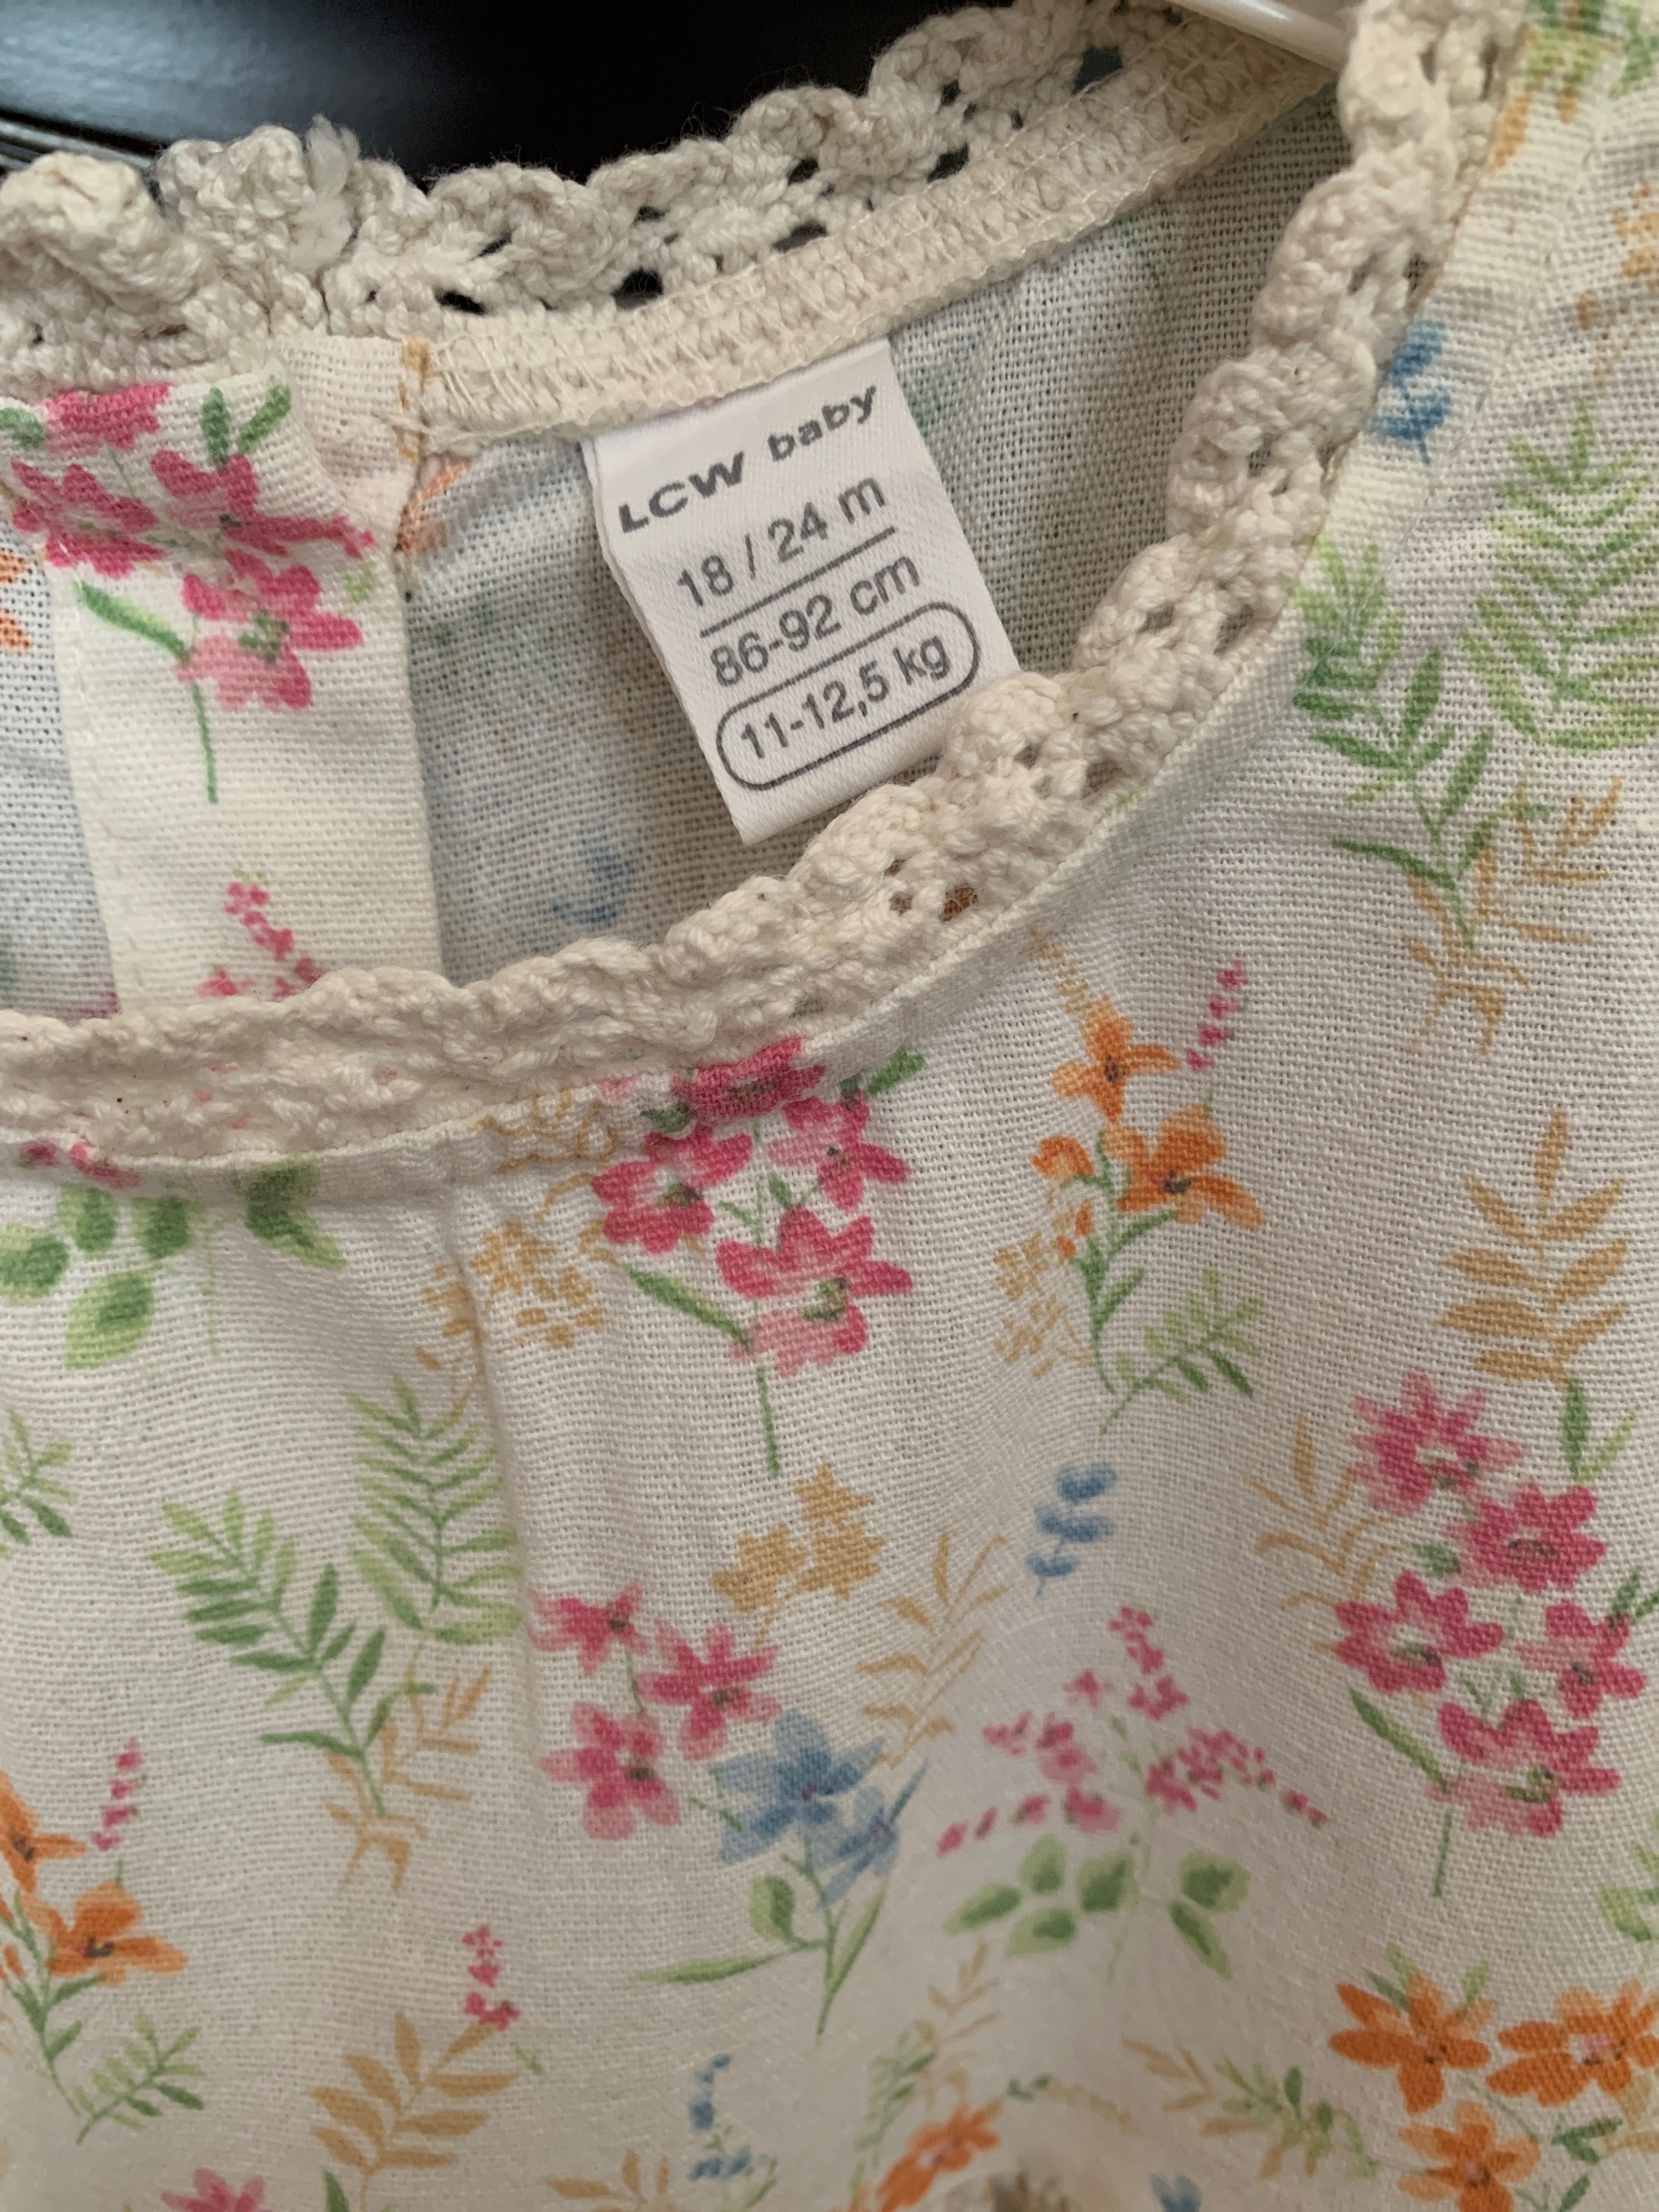 LCW baby
18 / 24 m
86-92 cm
11-12,5 kg